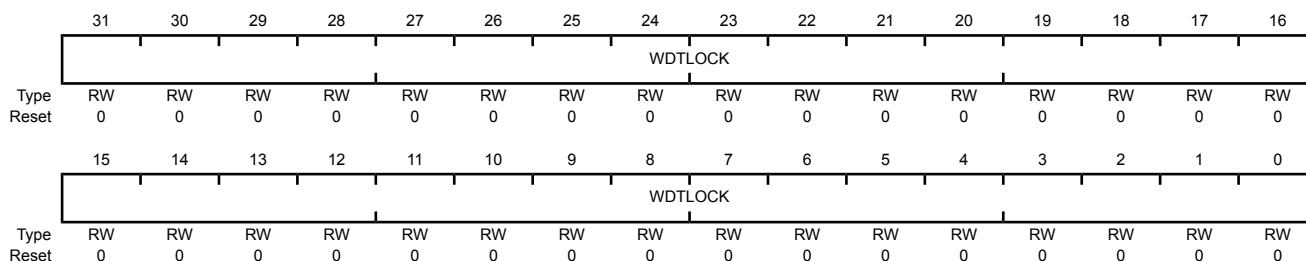 31 30 29 28 27 26 25 24 23 22 21 20 19 18 17 16
WDTLOCK
Type RW RW RW RW RW RW RW RW RW RW RW RW RW RW RW RW
Reset 0 0 0 0 0 0 0 0 0 0 0 0 0 0 0 0
15 14 13 12 11 10 9 8 7 6 5 4 3 2 1 0
WDTLOCK
Type RW RW RW RW RW RW RW RW RW RW RW RW RW RW RW RW
Reset 0 0 0 0 0 0 0 0 0 0 0 0 0 0 0 0